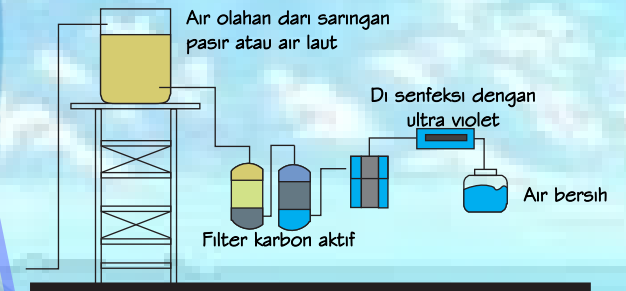 Air olahan dari saringan
pasir atau air laut
Di senfeksi dengan
ultra violet
Air bersih
Filter karbon aktif